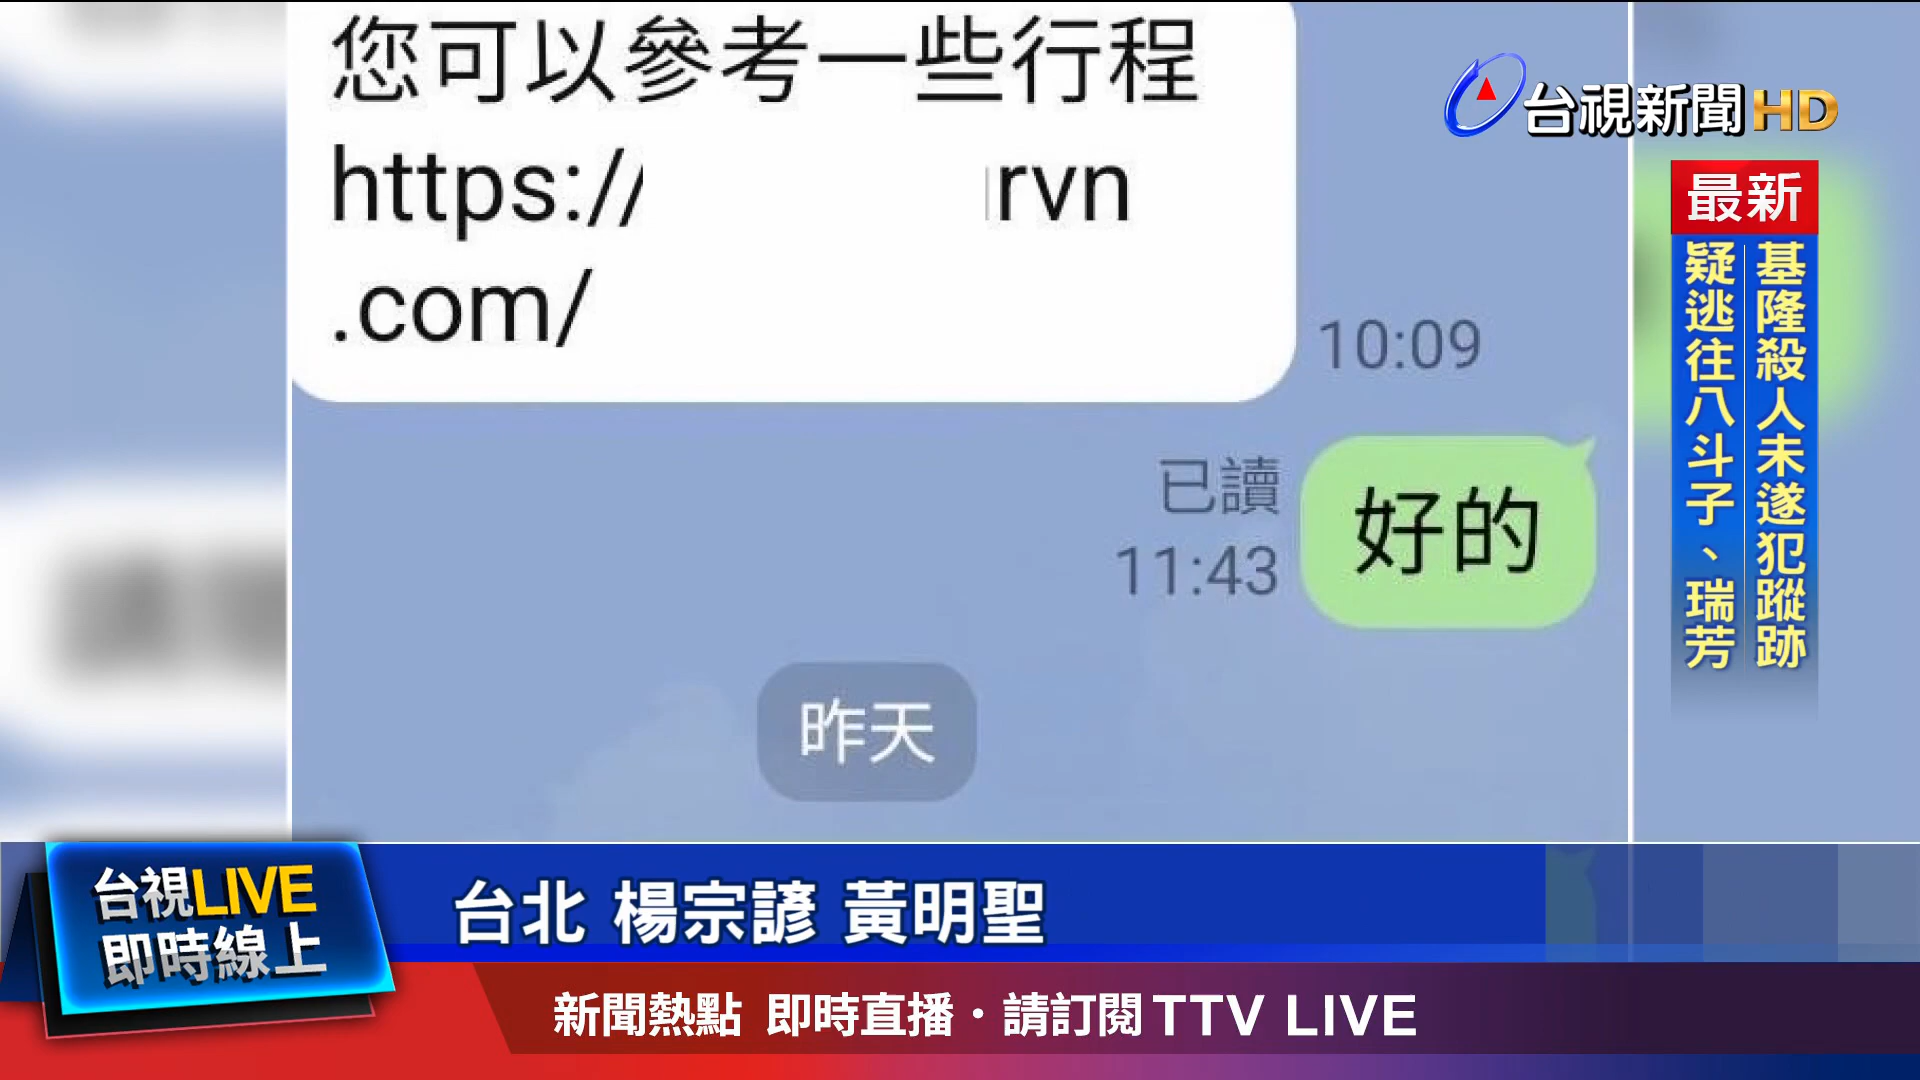 您可以參考一些行程
https://
rvn
.com/
10:09
已讀
11:43
好的
昨天
台視新聞HD
最新
基隆殺人未遂犯蹤跡
疑逃往八斗子、瑞芳
台視LIVE
即時線上
台北 楊宗諺 黃明聖
新聞熱點 即時直播・請訂閱TTV LIVE